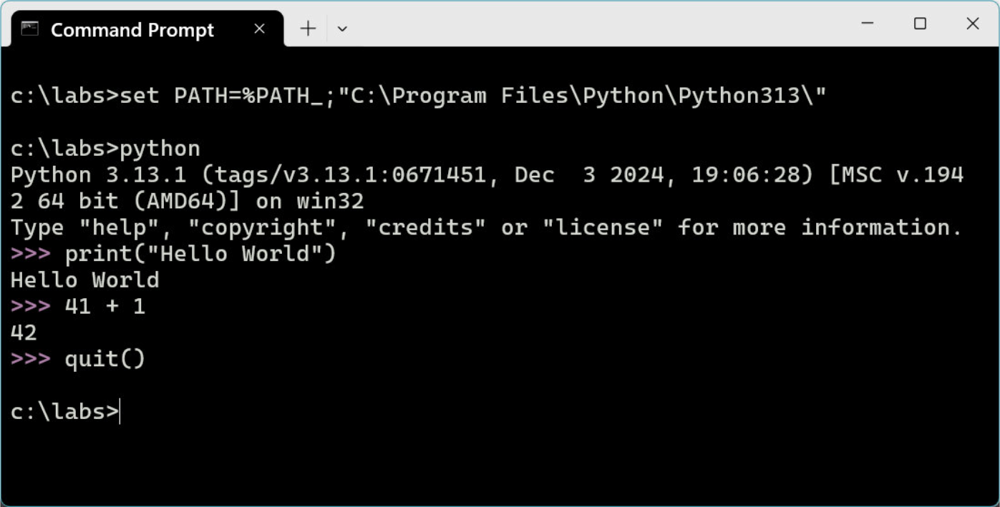 Command Prompt
c:\labs>set PATH=%PATH_;"C:\Program Files\Python\Python313\"
c:\labs>python
Python 3.13.1 (tags/v3.13.1:0671451, Dec  3 2024, 19:06:28) [MSC v.194
2 64 bit (AMD64)] on win32
Type "help", "copyright", "credits" or "license" for more information.
>>> print("Hello World")
Hello World
>>> 41 + 1
42
>>> quit()
c:\labs>